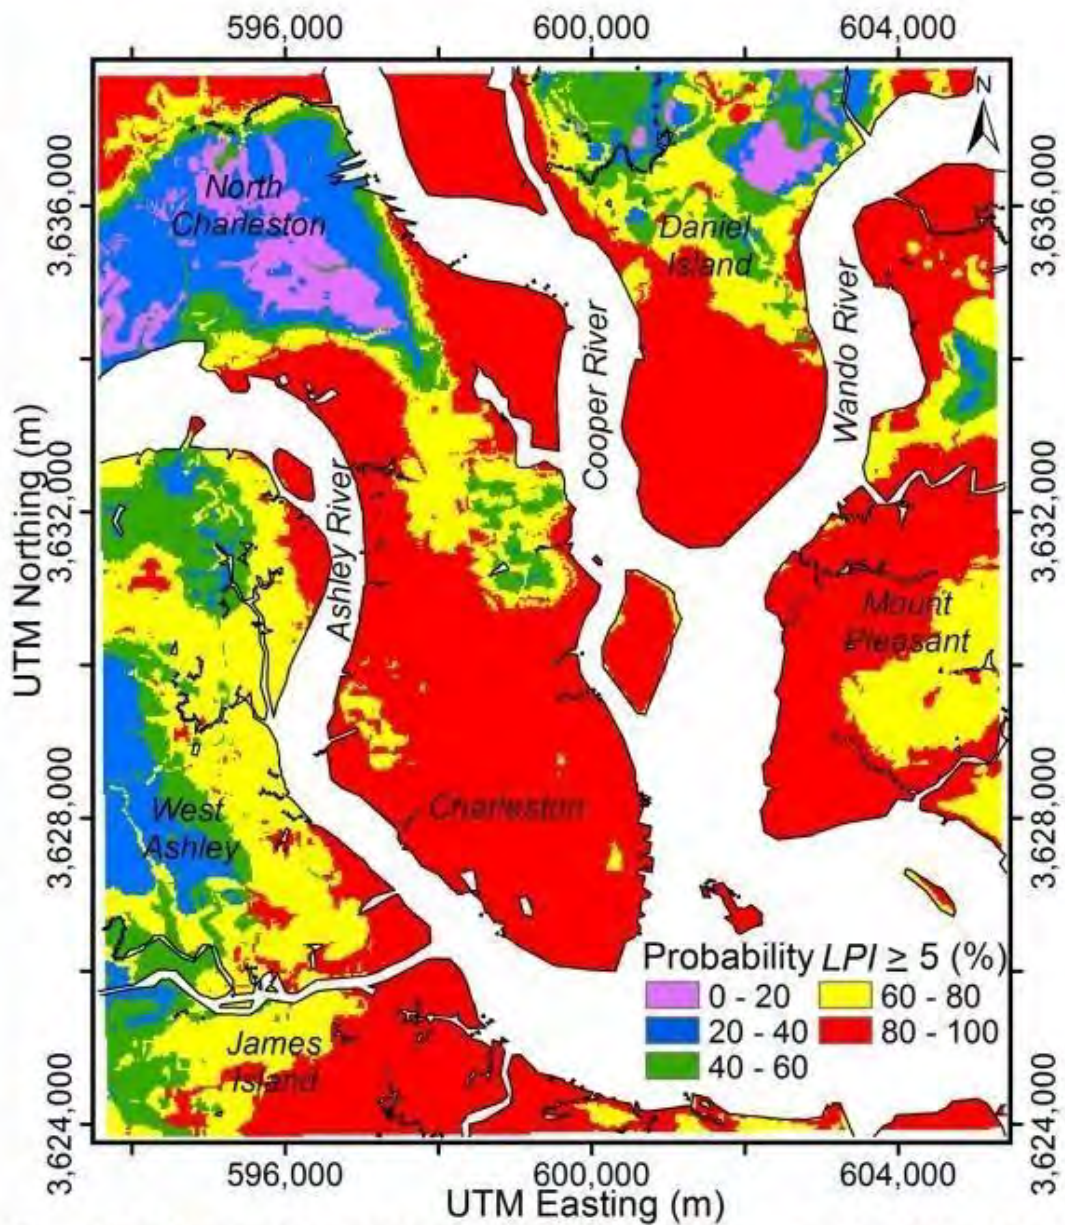 596,000 600,000 604,000
N
3,636,000
3,636,000
North
Charleston
Daniel
Island
Cooper River
Wando River
UTM Northing (m)
3,632,000
3,632,000
Ashley River
Mount
Pleasant
3,628,000
3,628,000
West
Ashley
Charleston
Probability LPI ≥ 5 (%)
0 - 20 60 - 80
20 - 40 80 - 100
40 - 60
James
Island
3,624,000
3,624,000
596,000 600,000 604,000
UTM Easting (m)